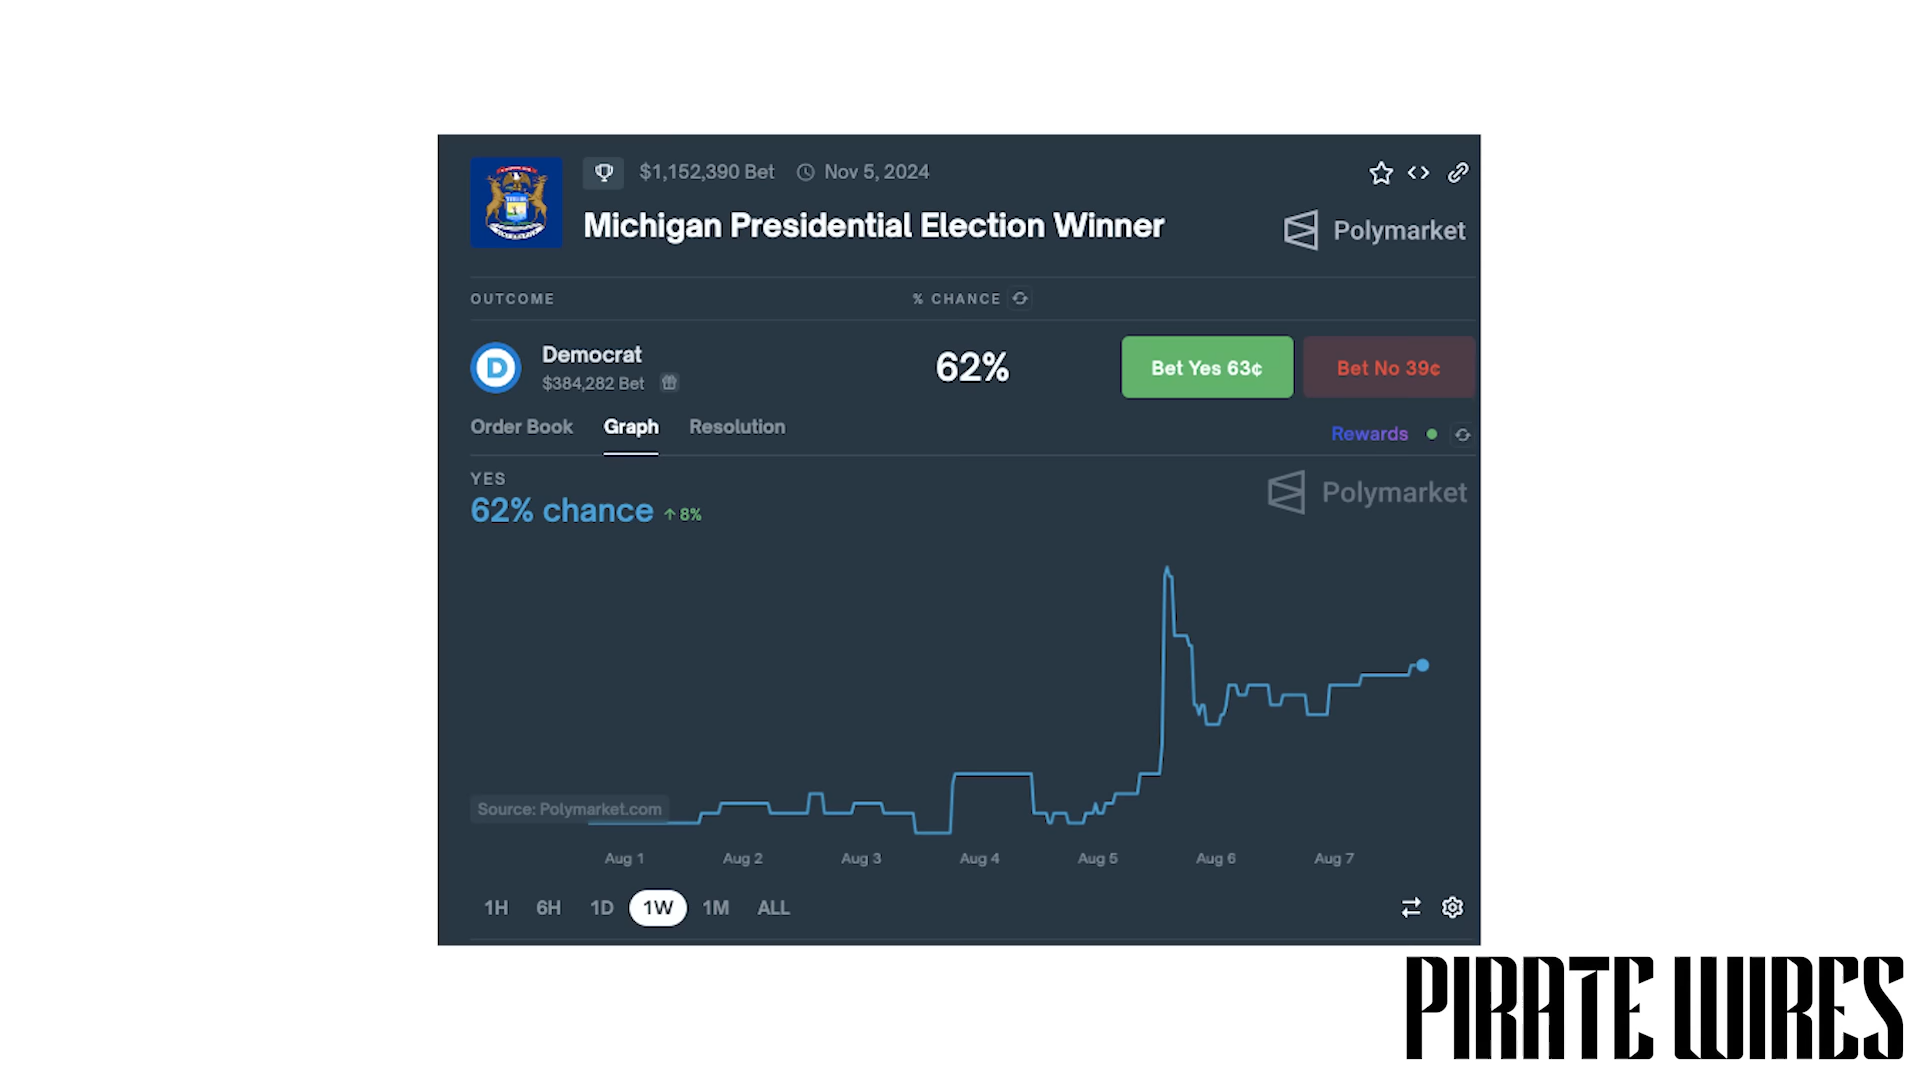 $1,152,390 Bet Nov 5, 2024
Michigan Presidential Election Winner
Polymarket
OUTCOME % CHANCE
D
Democrat
$384,282 Bet
62%
Bet Yes 63¢ Bet No 39¢
Order Book Graph Resolution
Rewards
YES
62% chance ↑ 8%
Polymarket
Source: Polymarket.com
Aug 1 Aug 2 Aug 3 Aug 4 Aug 5 Aug 6 Aug 7
1H 6H 1D 1W 1M ALL
PIRATE WIRES